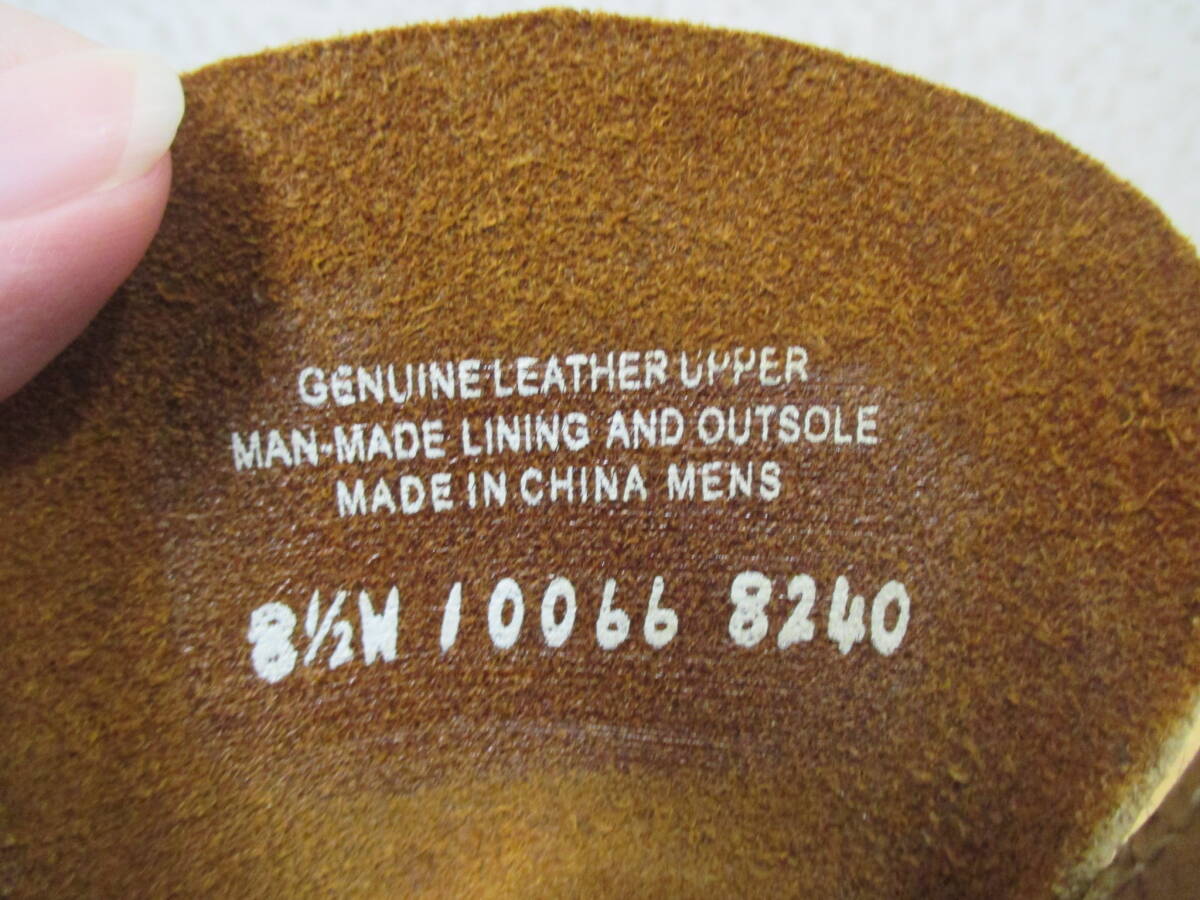 GENUINE LEATHER UPPER
MAN-MADE LINING AND OUTSOLE
MADE IN CHINA MENS
8½W 10066 8240